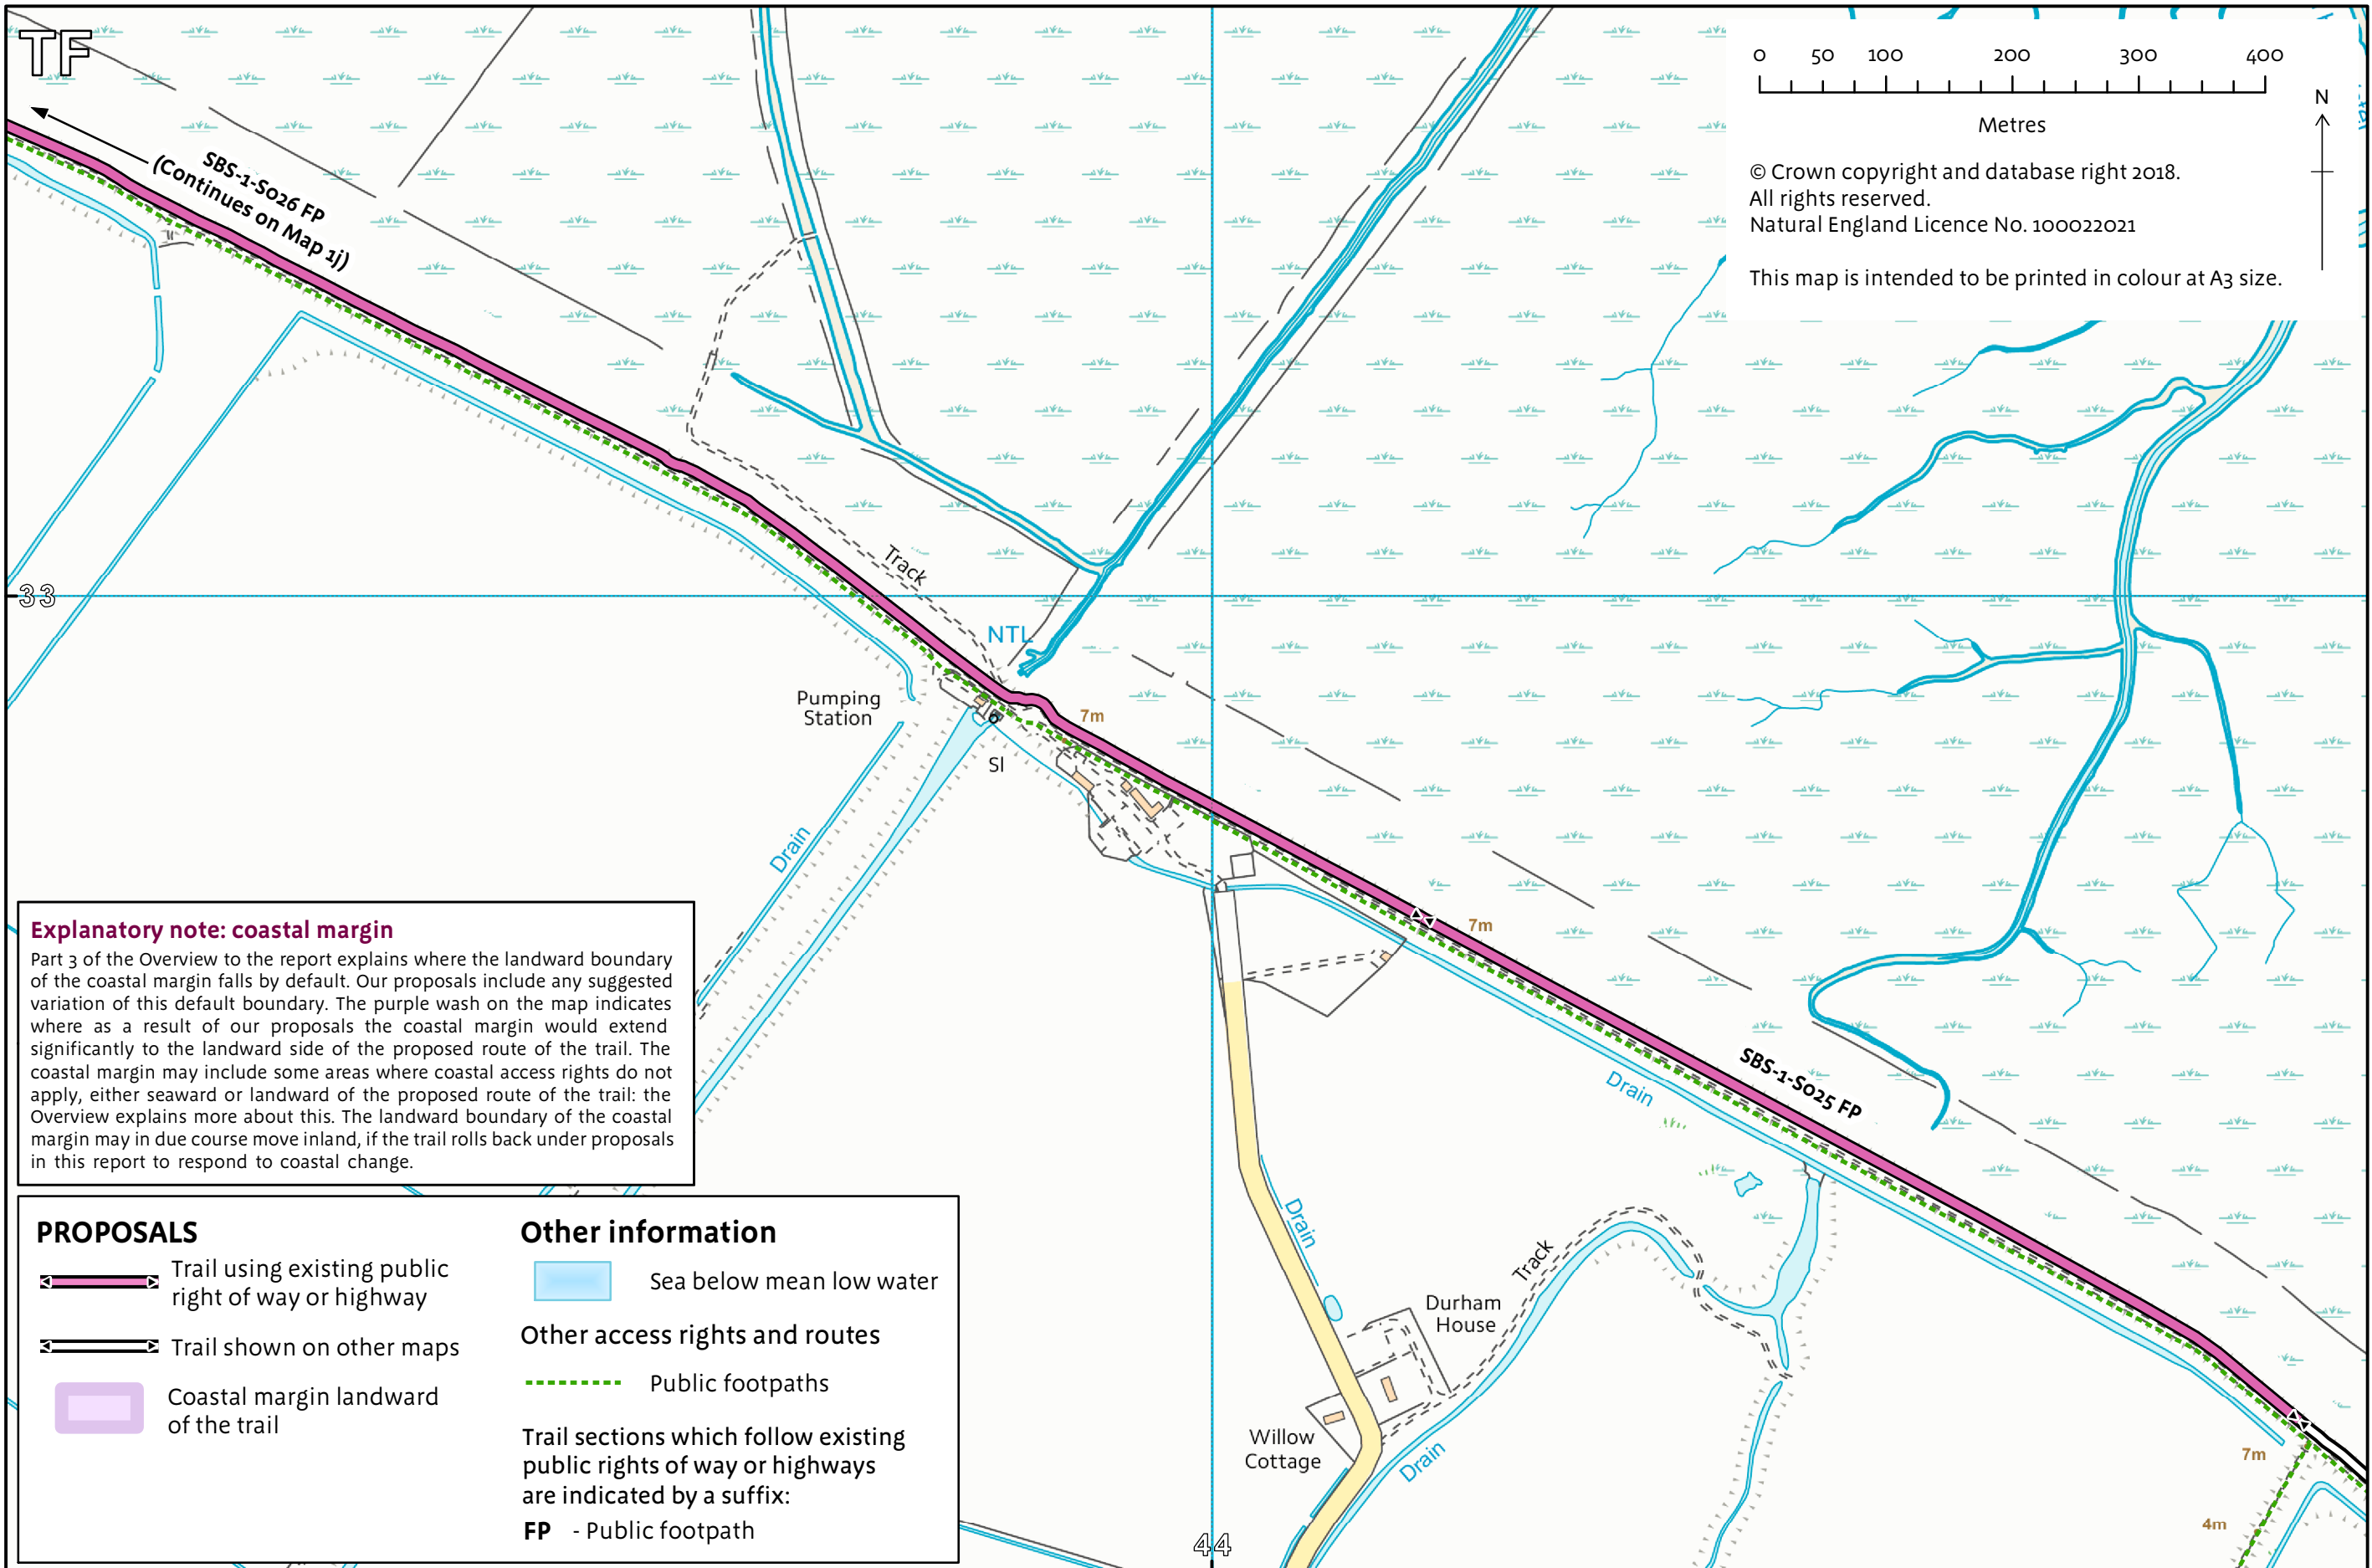 TF
0 50 100 200 300 400
Metres
N
© Crown copyright and database right 2018.
All rights reserved.
Natural England Licence No. 100022021
This map is intended to be printed in colour at A3 size.
SBS-1-S026 FP
(Continues on Map 1j)
Track
33
NTL
Pumping
Station
7m
SI
Drain
7m
SBS-1-S025 FP
Drain
Drain
Track
Durham
House
Willow
Cottage
Drain
7m
4m
44
Explanatory note: coastal margin
Part 3 of the Overview to the report explains where the landward boundary
of the coastal margin falls by default. Our proposals include any suggested
variation of this default boundary. The purple wash on the map indicates
where as a result of our proposals the coastal margin would extend
significantly to the landward side of the proposed route of the trail. The
coastal margin may include some areas where coastal access rights do not
apply, either seaward or landward of the proposed route of the trail: the
Overview explains more about this. The landward boundary of the coastal
margin may in due course move inland, if the trail rolls back under proposals
in this report to respond to coastal change.
PROPOSALS
Trail using existing public
right of way or highway
Trail shown on other maps
Coastal margin landward
of the trail
Other information
Sea below mean low water
Other access rights and routes
Public footpaths
Trail sections which follow existing
public rights of way or highways
are indicated by a suffix:
FP - Public footpath